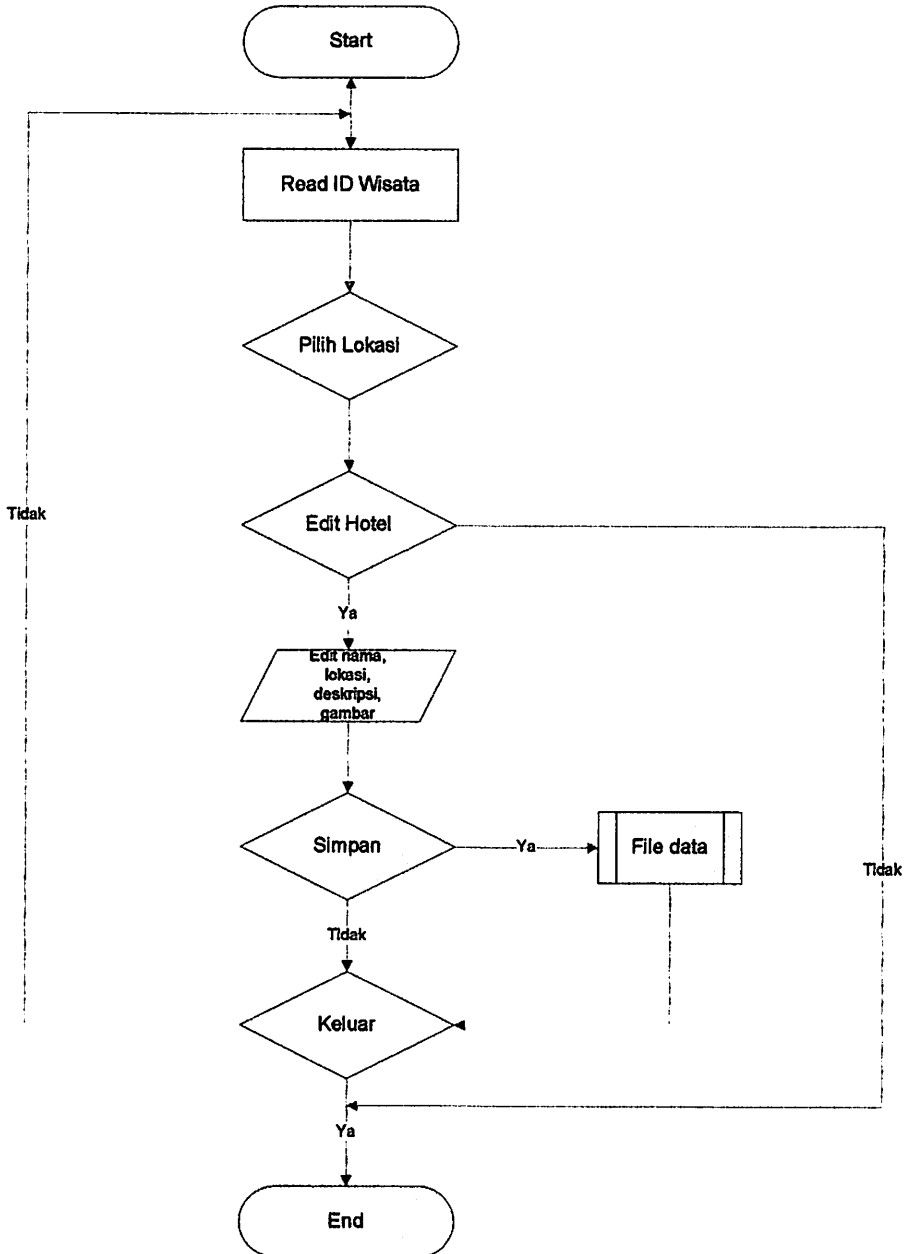 Start
Read ID Wisata
Pilih Lokasi
Tidak
Edit Hotel
Ya
Edit nama,
lokasi,
deskripsi,
gambar
Simpan
Ya
File data
Tidak
Tidak
Keluar
Ya
End